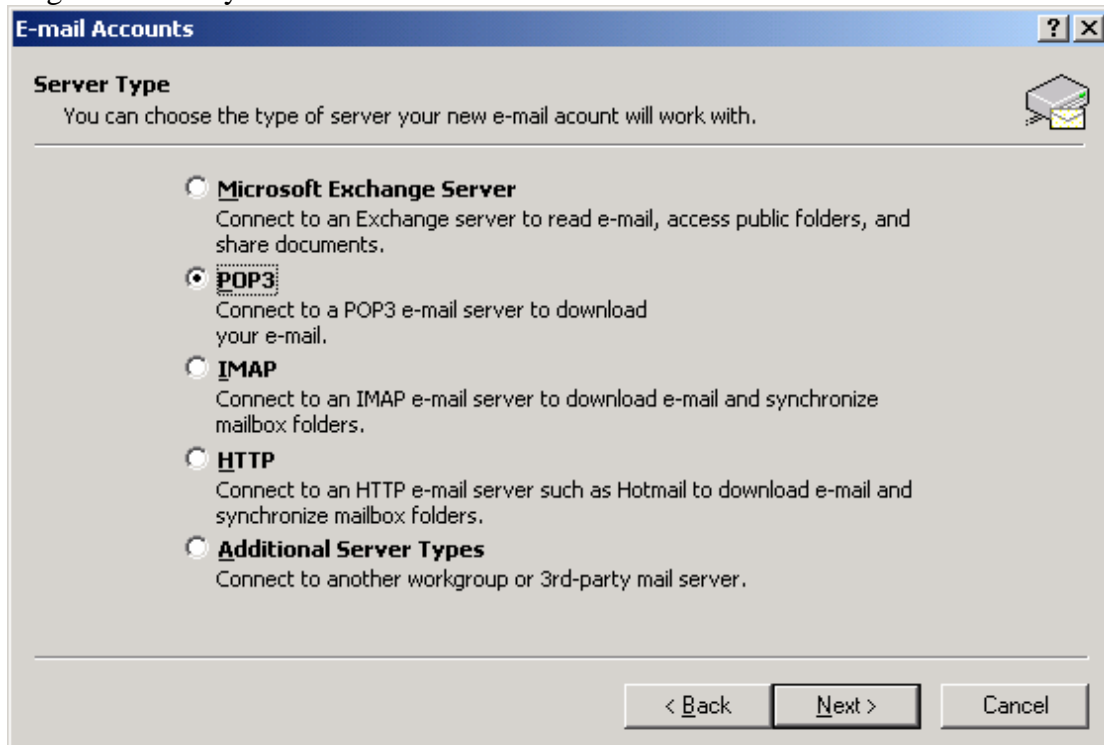 E-mail Accounts
Server Type
You can choose the type of server your new e-mail acount will work with.
Microsoft Exchange Server
Connect to an Exchange server to read e-mail, access public folders, and
share documents.
POP3
Connect to a POP3 e-mail server to download
your e-mail.
IMAP
Connect to an IMAP e-mail server to download e-mail and synchronize
mailbox folders.
HTTP
Connect to an HTTP e-mail server such as Hotmail to download e-mail and
synchronize mailbox folders.
Additional Server Types
Connect to another workgroup or 3rd-party mail server.
< Back Next > Cancel